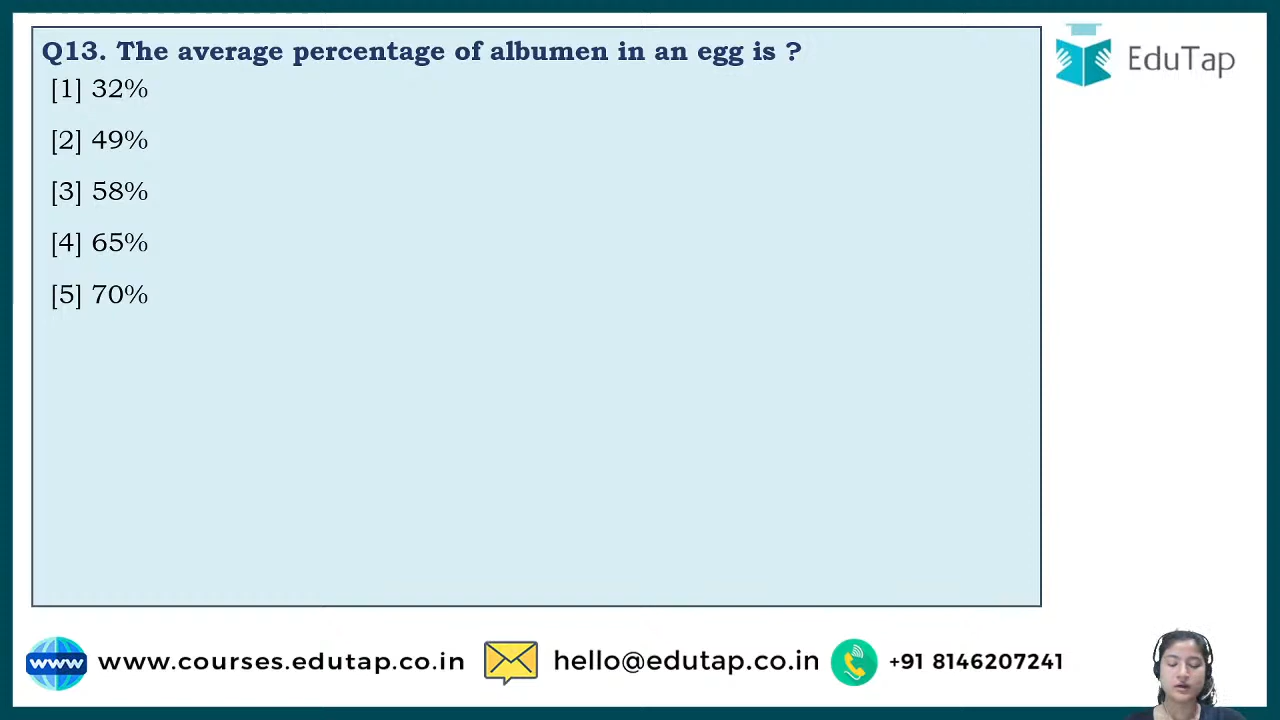 Q13. The average percentage of albumen in an egg is ?
[1] 32%
[2] 49%
[3] 58%
[4] 65%
[5] 70%
EduTap
www www.courses.edutap.co.in
hello@edutap.co.in
+91 8146207241